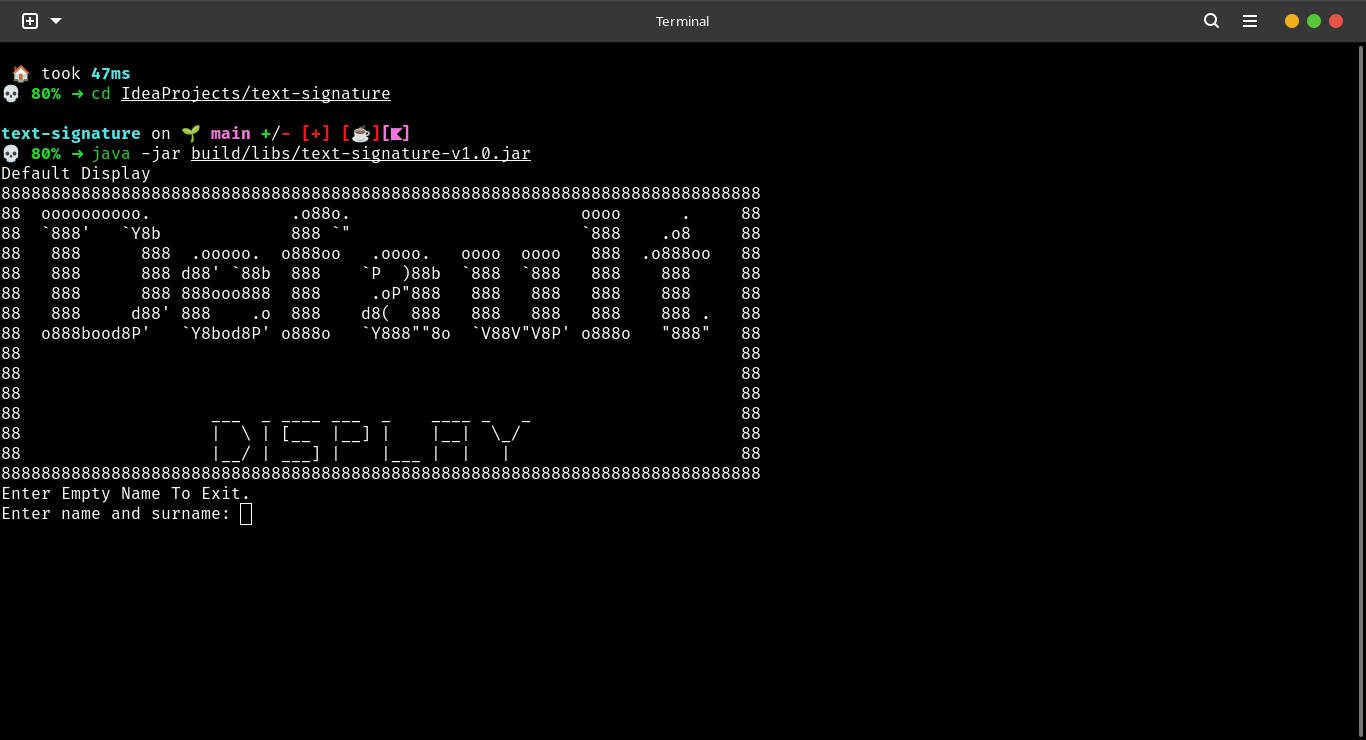 Terminal
🏠 took 47ms
💀 80% ➜ cd IdeaProjects/text-signature
text-signature on 🌱 main +/- [+] [☕][K]
💀 80% ➜ java -jar build/libs/text-signature-v1.0.jar
Default Display
8888888888888888888888888888888888888888888888888888888888888888888888888888
88  oooooooooo.              .o88o.                       oooo      .     88
88  `888'   `Y8b             888 `"                       `888    .o8     88
88   888      888  .ooooo.  o888oo   .oooo.   oooo  oooo   888  .o888oo   88
88   888      888 d88' `88b  888    `P  )88b  `888  `888   888    888     88
88   888      888 888ooo888  888     .oP"888   888   888   888    888     88
88   888     d88' 888    .o  888    d8(  888   888   888   888    888 .   88
88  o888bood8P'   `Y8bod8P' o888o   `Y888""8o  `V88V"V8P' o888o   "888"   88
88                                                                        88
88                                                                        88
88                                                                        88
88                   ___  _ ____ ___  _    ____ _   _                     88
88                   |  \ | [__  |__] |    |__|  \_/                      88
88                   |__/ | ___] |    |___ |  |   |                       88
8888888888888888888888888888888888888888888888888888888888888888888888888888
Enter Empty Name To Exit.
Enter name and surname: